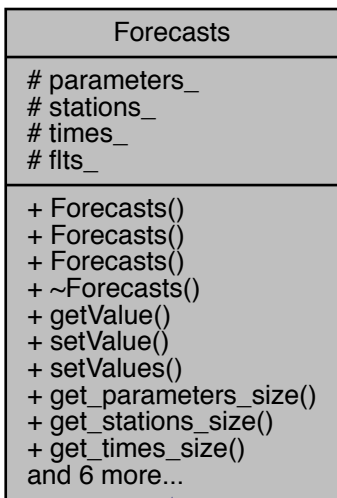 Forecasts
# parameters_
# stations_
# times_
# flts_
+ Forecasts()
+ Forecasts()
+ Forecasts()
+ ~Forecasts()
+ getValue()
+ setValue()
+ setValues()
+ get_parameters_size()
+ get_stations_size()
+ get_times_size()
and 6 more...